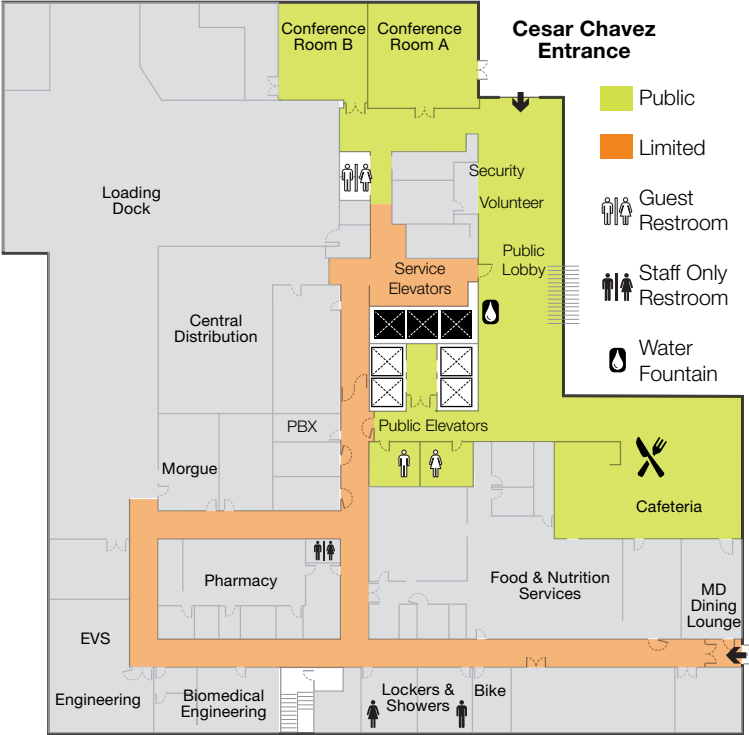 Conference
Room B
Conference
Room A
Cesar Chavez
Entrance
Public
Limited
Guest
Restroom
Staff Only
Restroom
Water
Fountain
Security
Volunteer
Public
Lobby
Loading
Dock
Service
Elevators
Central
Distribution
PBX
Public Elevators
Morgue
Cafeteria
Pharmacy
Food & Nutrition
Services
MD
Dining
Lounge
EVS
Engineering
Biomedical
Engineering
Lockers &
Showers
Bike